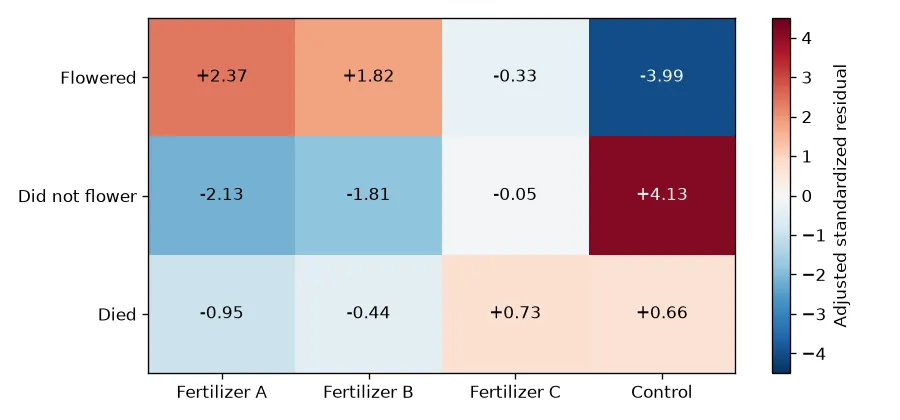 Flowered +2.37 +1.82 -0.33 -3.99
Did not flower -2.13 -1.81 -0.05 +4.13
Died -0.95 -0.44 +0.73 +0.66
Fertilizer A Fertilizer B Fertilizer C Control
4
3
2
1
0
−1
−2
−3
−4
Adjusted standardized residual